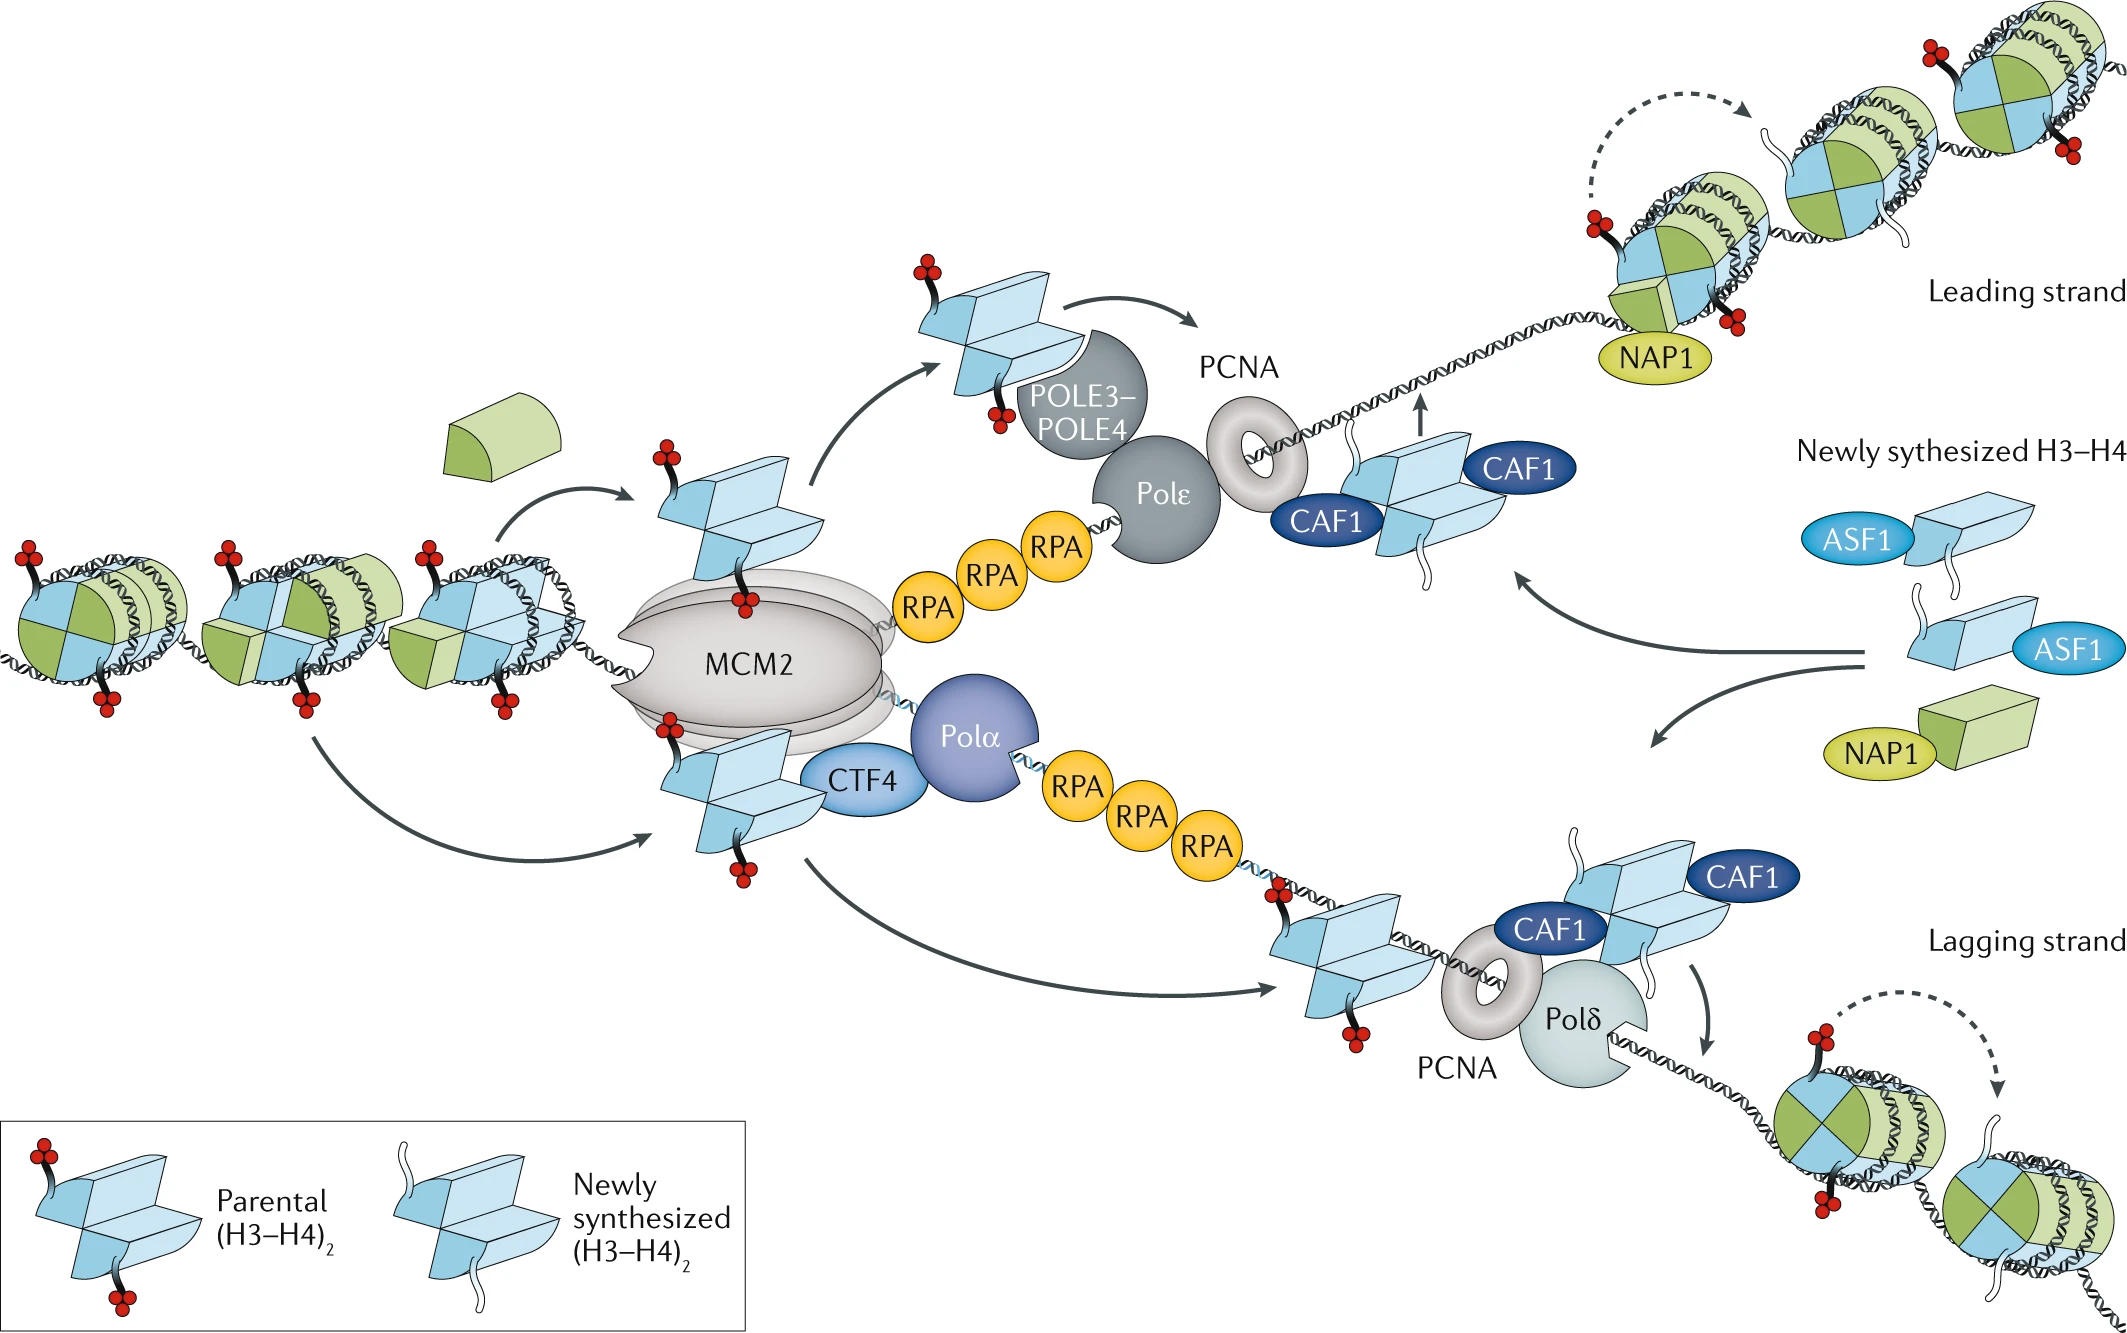 Leading strand
PCNA
NAP1
POLE3–
POLE4
Newly sythesized H3–H4
CAF1
Polε
CAF1
ASF1
RPA
RPA
RPA
ASF1
MCM2
Polα
NAP1
CTF4
RPA
RPA
RPA
CAF1
CAF1
Lagging strand
Polδ
PCNA
Parental
(H3–H4)2
Newly
synthesized
(H3–H4)2